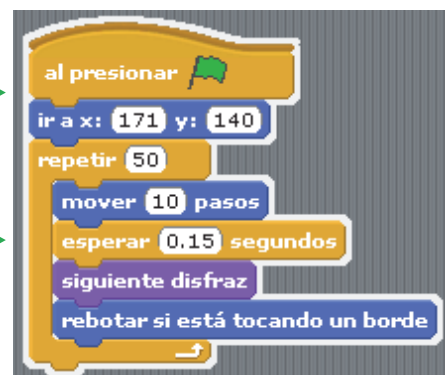 al presionar
ir a x: 171 y: 140
repetir 50
mover 10 pasos
esperar 0.15 segundos
siguiente disfraz
rebotar si está tocando un borde